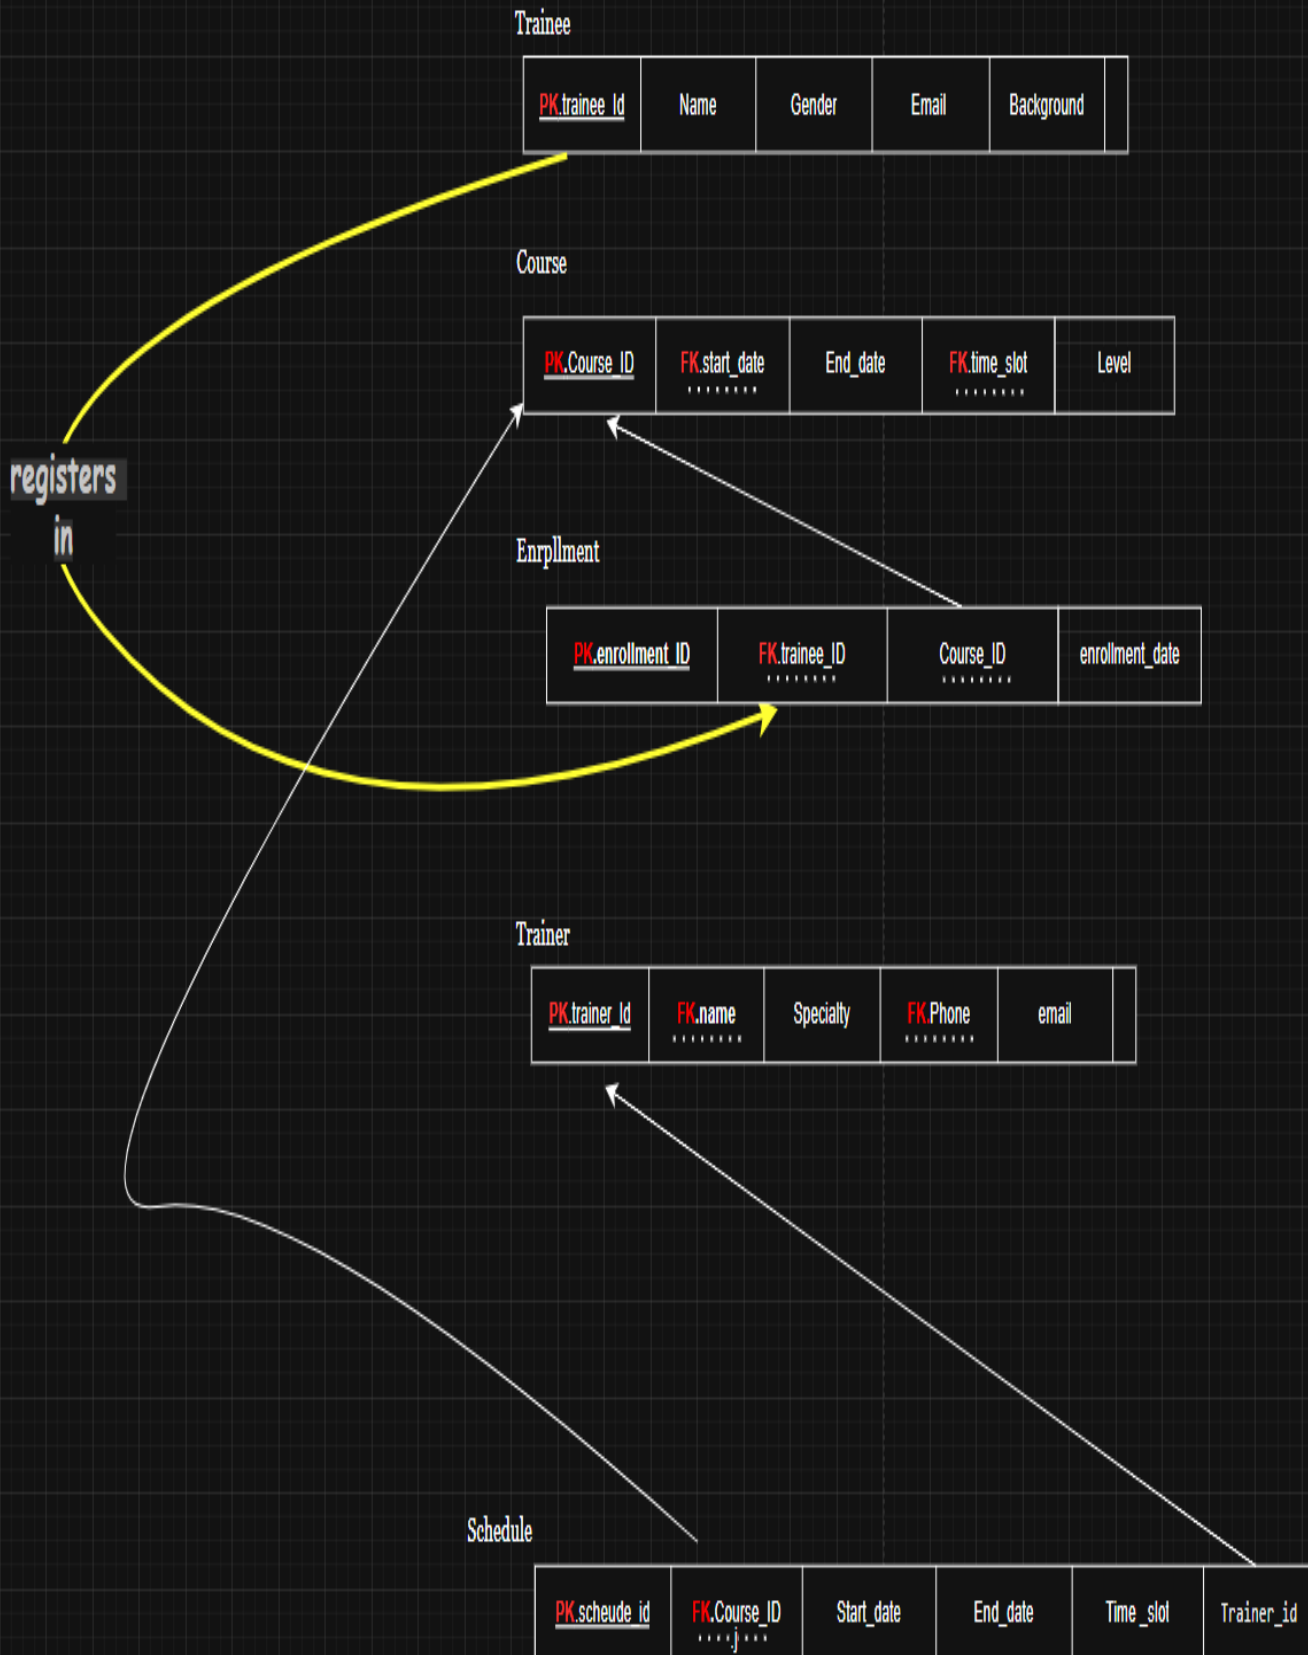 Trainee
PK.trainee_Id Name Gender Email Background
Course
PK.Course_ID FK.start_date End_date FK.time_slot Level
registers
in
Enrpllment
PK.enrollment_ID FK.trainee_ID Course_ID enrollment_date
Trainer
PK.trainer_Id FK.name Specialty FK.Phone email
Schedule
PK.scheude_id FK.Course_ID Start_date End_date Time_slot Trainer_id
j